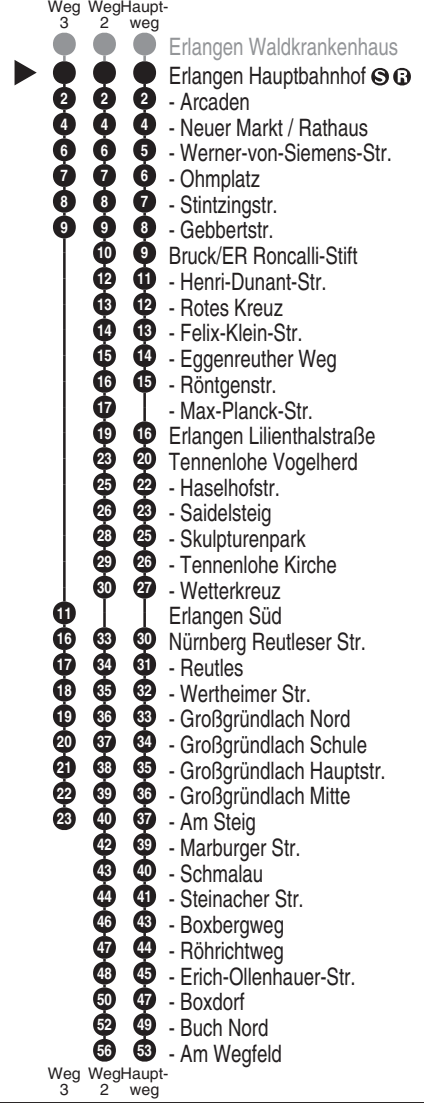 Weg WegHaupt-
3 2 weg
Erlangen Waldkrankenhaus
Erlangen Hauptbahnhof S R
2 2 2 - Arcaden
4 4 4 - Neuer Markt / Rathaus
6 6 5 - Werner-von-Siemens-Str.
7 7 6 - Ohmplatz
8 8 7 - Stintzingstr.
9 9 8 - Gebbertstr.
10 9 Bruck/ER Roncalli-Stift
12 11 - Henri-Dunant-Str.
13 12 - Rotes Kreuz
14 13 - Felix-Klein-Str.
15 14 - Eggenreuther Weg
16 15 - Röntgenstr.
17 - Max-Planck-Str.
19 16 Erlangen Lilienthalstraße
23 20 Tennenlohe Vogelherd
25 22 - Haselhofstr.
26 23 - Saidelsteig
28 25 - Skulpturenpark
29 26 - Tennenlohe Kirche
30 27 - Wetterkreuz
11 Erlangen Süd
16 33 30 Nürnberg Reutleser Str.
17 34 31 - Reutles
18 35 32 - Wertheimer Str.
19 36 33 - Großgründlach Nord
20 37 34 - Großgründlach Schule
21 38 35 - Großgründlach Hauptstr.
22 39 36 - Großgründlach Mitte
23 40 37 - Am Steig
42 39 - Marburger Str.
43 40 - Schmalau
44 41 - Steinacher Str.
46 43 - Boxbergweg
47 44 - Röhrichtweg
48 45 - Erich-Ollenhauer-Str.
50 47 - Boxdorf
52 49 - Buch Nord
56 53 - Am Wegfeld
Weg WegHaupt-
3 2 weg